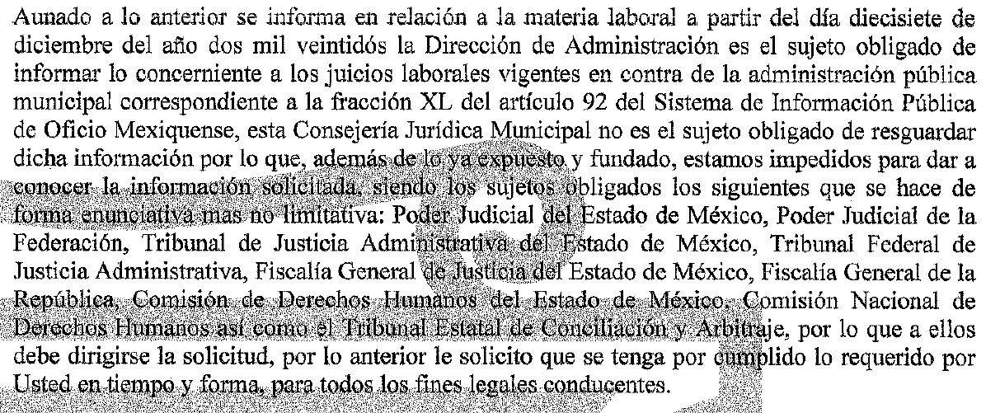 Aunado a lo anterior se informa en relación a la materia laboral a partir del día diecisiete de
diciembre del año dos mil veintidós la Dirección de Administración es el sujeto obligado de
informar lo concerniente a los juicios laborales vigentes en contra de la administración pública
municipal correspondiente a la fracción XL del artículo 92 del Sistema de Información Pública
de Oficio Mexiquense, esta Consejería Jurídica Municipal no es el sujeto obligado de resguardar
dicha información por lo que, además de lo ya expuesto y fundado, estamos impedidos para dar a
conocer la información solicitada, siendo los sujetos obligados los siguientes que se hace de
forma enunciativa mas no limitativa: Poder Judicial del Estado de México, Poder Judicial de la
Federación, Tribunal de Justicia Administrativa del Estado de México, Tribunal Federal de
Justicia Administrativa, Fiscalía General de Justicia del Estado de México, Fiscalía General de la
República, Comisión de Derechos Humanos del Estado de México, Comisión Nacional de
Derechos Humanos así como el Tribunal Estatal de Conciliación y Arbitraje, por lo que a ellos
debe dirigirse la solicitud, por lo anterior le solicito que se tenga por cumplido lo requerido por
Usted en tiempo y forma, para todos los fines legales conducentes.